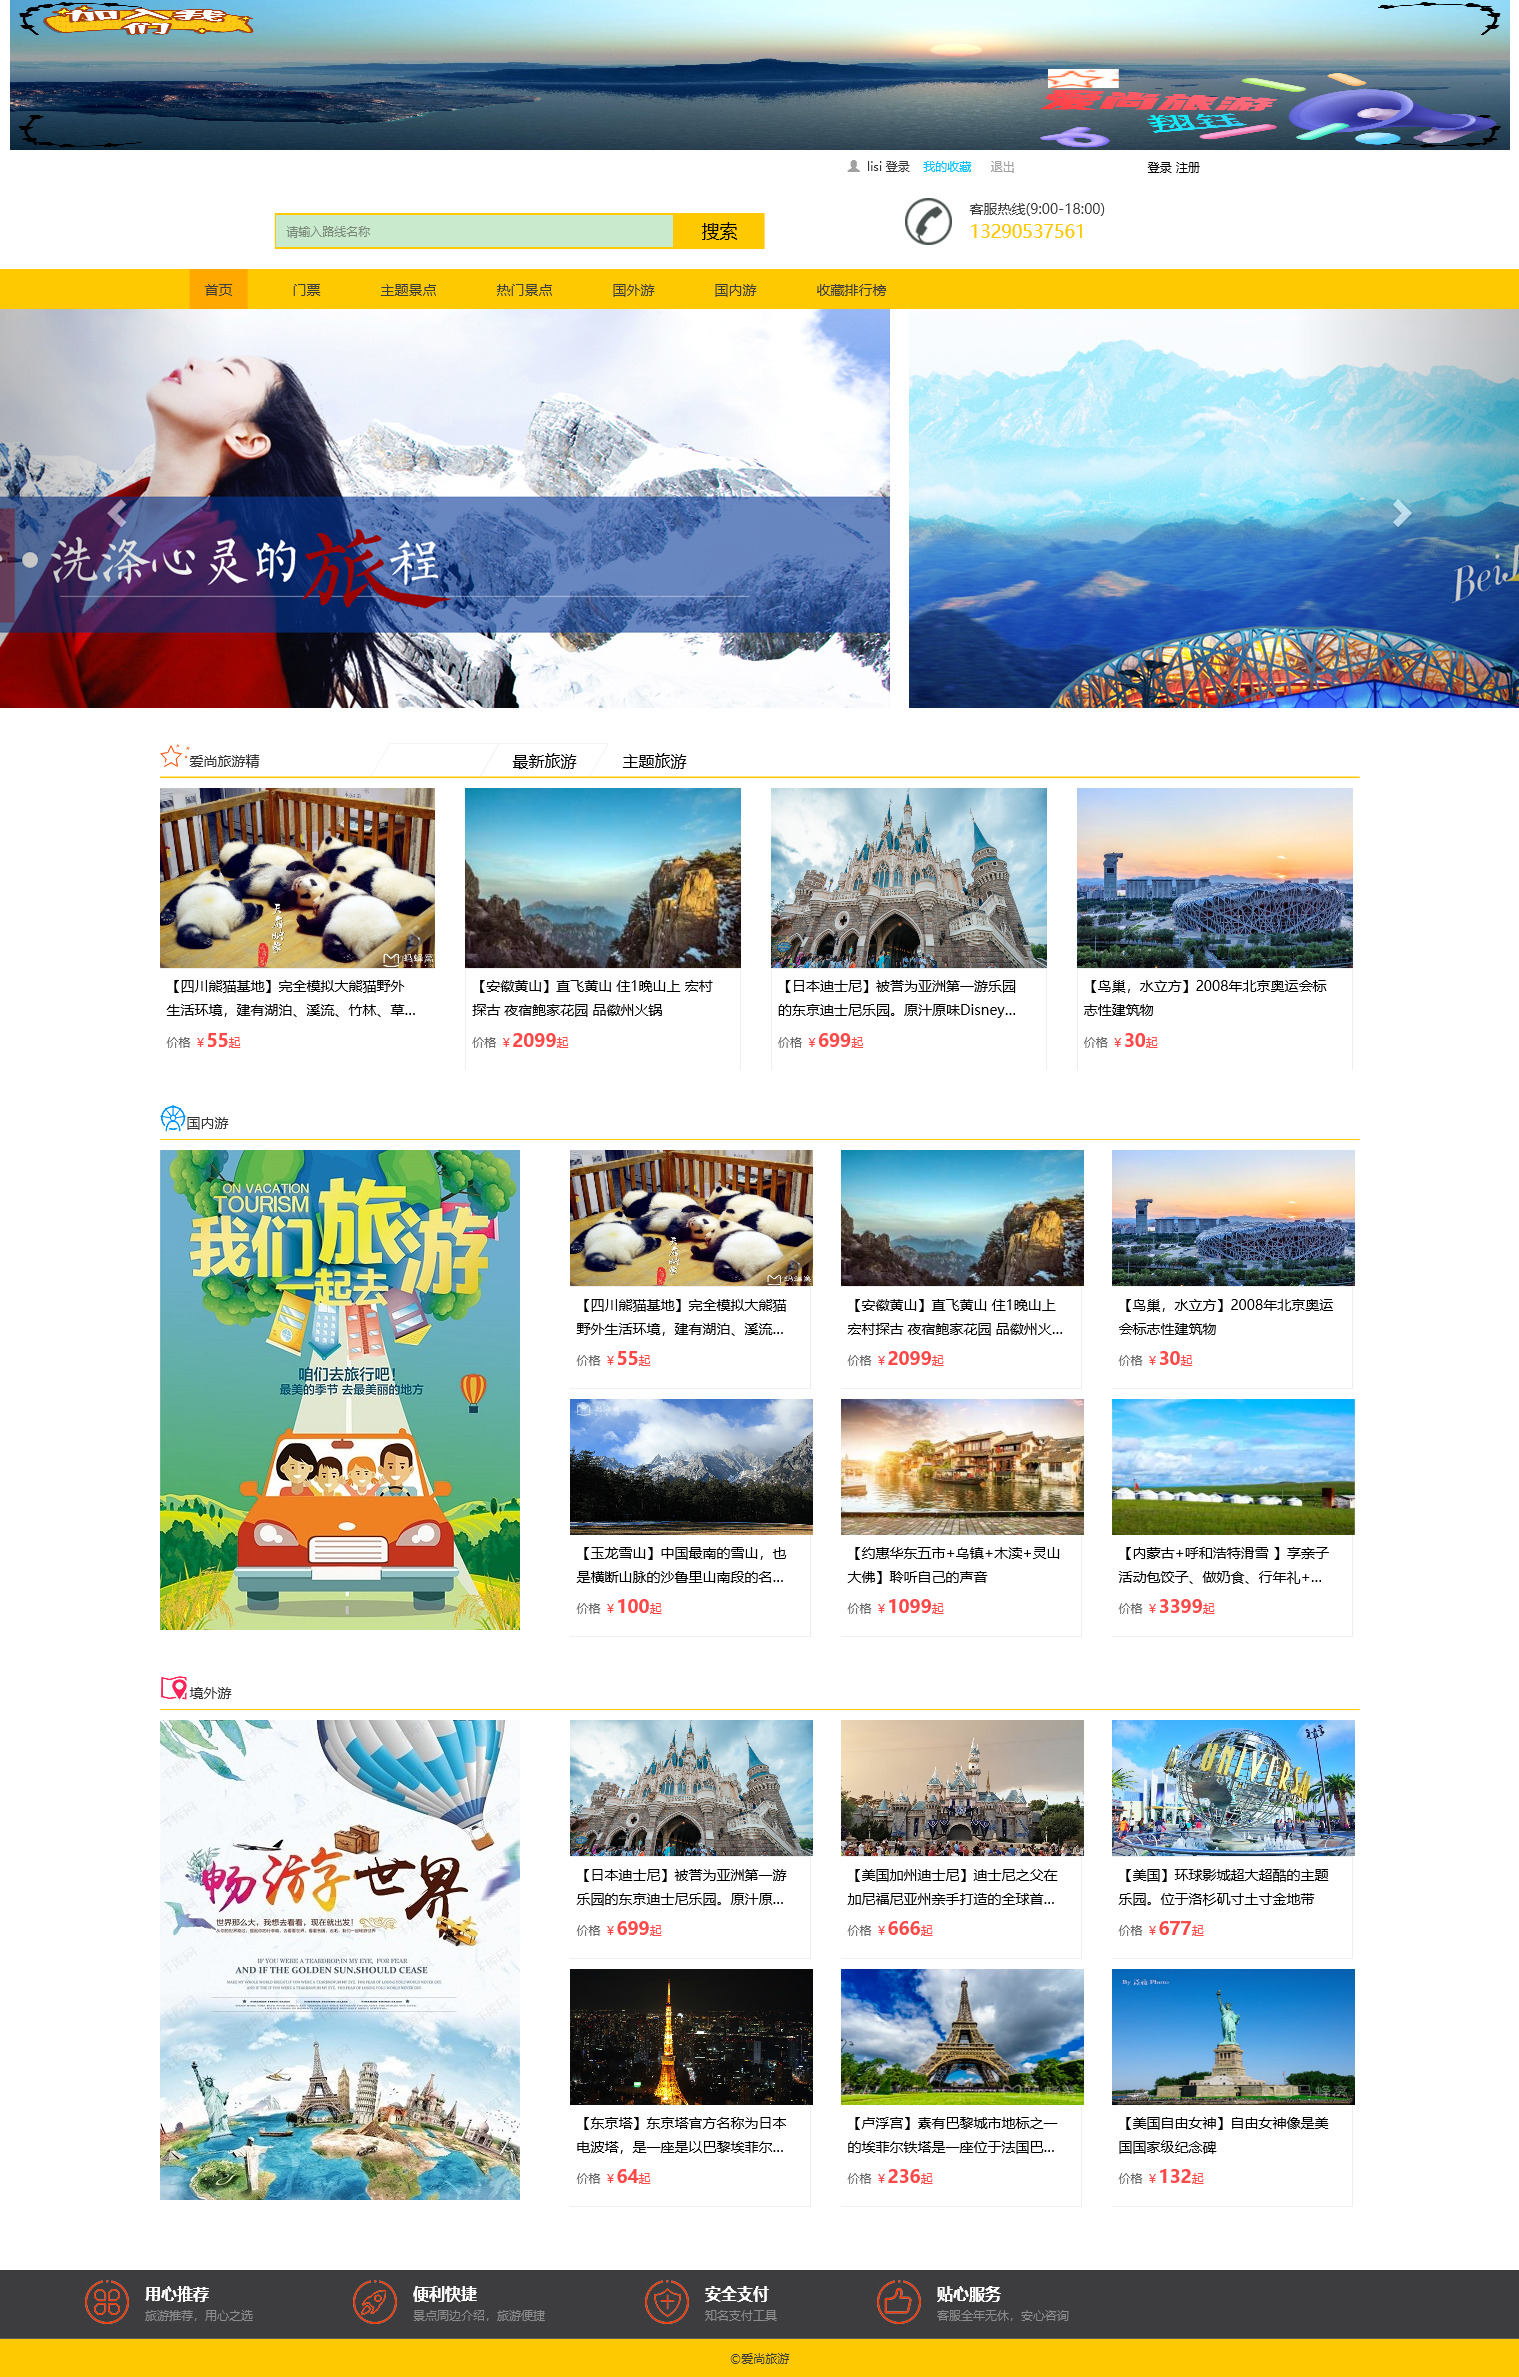 加入我们
爱尚旅游
翔钰
lisi 登录 我的收藏 退出 登录 注册
请输入路线名称 搜索
客服热线(9:00-18:00)
13290537561
首页 门票 主题景点 热门景点 国外游 国内游 收藏排行榜
洗涤心灵的旅程
爱尚旅游精 最新旅游 主题旅游
【四川熊猫基地】完全模拟大熊猫野外
生活环境，建有湖泊、溪流、竹林、草...
价格 ￥55起
【安徽黄山】直飞黄山 住1晚山上 宏村
探古 夜宿鲍家花园 品徽州火锅
价格 ￥2099起
【日本迪士尼】被誉为亚洲第一游乐园
的东京迪士尼乐园。原汁原味Disney...
价格 ￥699起
【鸟巢，水立方】2008年北京奥运会标
志性建筑物
价格 ￥30起
国内游
ON VACATION
TOURISM
我们一起去旅游
咱们去旅行吧！
最美的季节 去最美丽的地方
【四川熊猫基地】完全模拟大熊猫
野外生活环境，建有湖泊、溪流...
价格 ￥55起
【安徽黄山】直飞黄山 住1晚山上
宏村探古 夜宿鲍家花园 品徽州火...
价格 ￥2099起
【鸟巢，水立方】2008年北京奥运
会标志性建筑物
价格 ￥30起
【玉龙雪山】中国最南的雪山，也
是横断山脉的沙鲁里山南段的名...
价格 ￥100起
【约惠华东五市+乌镇+木渎+灵山
大佛】聆听自己的声音
价格 ￥1099起
【内蒙古+呼和浩特滑雪 】享亲子
活动包饺子、做奶食、行年礼+...
价格 ￥3399起
境外游
畅游世界
世界那么大，我想去看看，现在就出发！
IF YOU WERE A TEARDROP;IN MY EYE, FOR FEAR
AND IF THE GOLDEN SUN,SHOULD CEASE
【日本迪士尼】被誉为亚洲第一游
乐园的东京迪士尼乐园。原汁原...
价格 ￥699起
UNIVERSA
【美国加州迪士尼】迪士尼之父在
加尼福尼亚州亲手打造的全球首...
价格 ￥666起
【美国】环球影城超大超酷的主题
乐园。位于洛杉矶寸土寸金地带
价格 ￥677起
【东京塔】东京塔官方名称为日本
电波塔，是一座是以巴黎埃菲尔...
价格 ￥64起
【卢浮宫】素有巴黎城市地标之一
的埃菲尔铁塔是一座位于法国巴...
价格 ￥236起
【美国自由女神】自由女神像是美
国国家级纪念碑
价格 ￥132起
用心推荐
旅游推荐，用心之选
便利快捷
景点周边介绍，旅游便捷
安全支付
知名支付工具
贴心服务
客服全年无休，安心咨询
©爱尚旅游